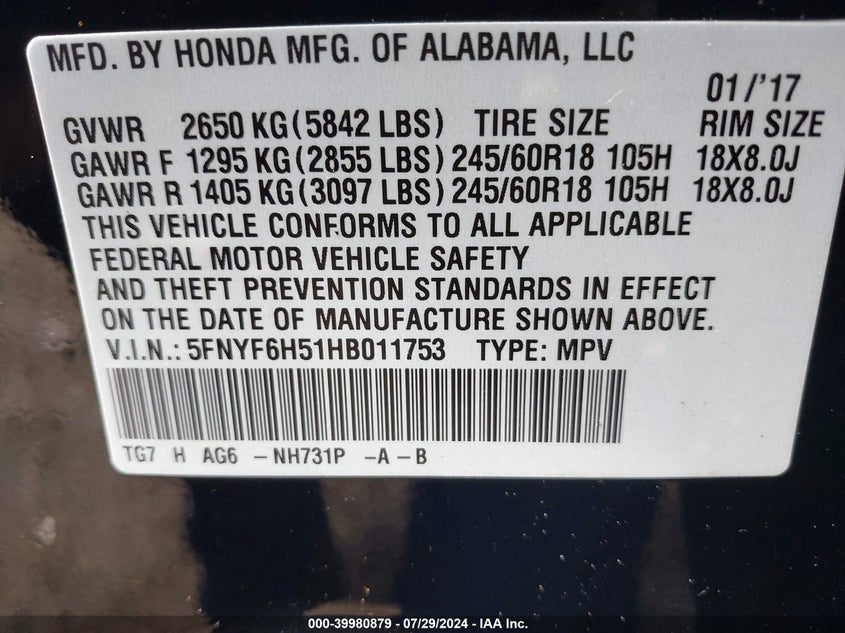 MFD. BY HONDA MFG. OF ALABAMA, LLC
01/'17
GVWR 2650 KG(5842 LBS) TIRE SIZE RIM SIZE
GAWR F 1295 KG(2855 LBS) 245/60R18 105H 18X8.0J
GAWR R 1405 KG(3097 LBS) 245/60R18 105H 18X8.0J
THIS VEHICLE CONFORMS TO ALL APPLICABLE
FEDERAL MOTOR VEHICLE SAFETY
AND THEFT PREVENTION STANDARDS IN EFFECT
ON THE DATE OF MANUFACTURE SHOWN ABOVE.
V.I.N.: 5FNYF6H51HB011753 TYPE: MPV
TG7 H AG6 -NH731P -A-B
000-39980879 / 07/29/2024 - IAA Inc.